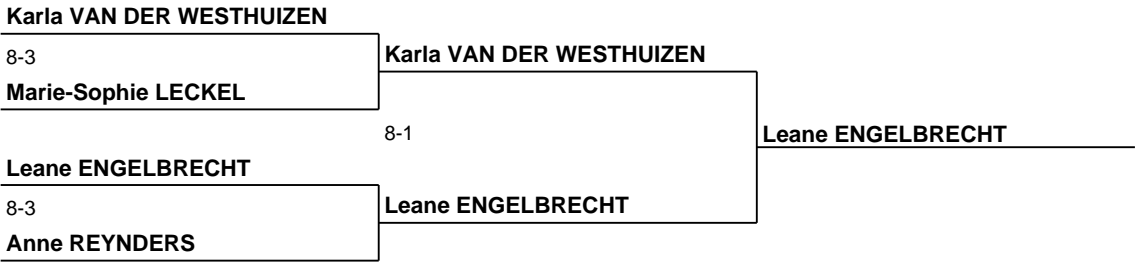 Karla VAN DER WESTHUIZEN
8-3
Karla VAN DER WESTHUIZEN
Marie-Sophie LECKEL
8-1
Leane ENGELBRECHT
Leane ENGELBRECHT
8-3
Leane ENGELBRECHT
Anne REYNDERS